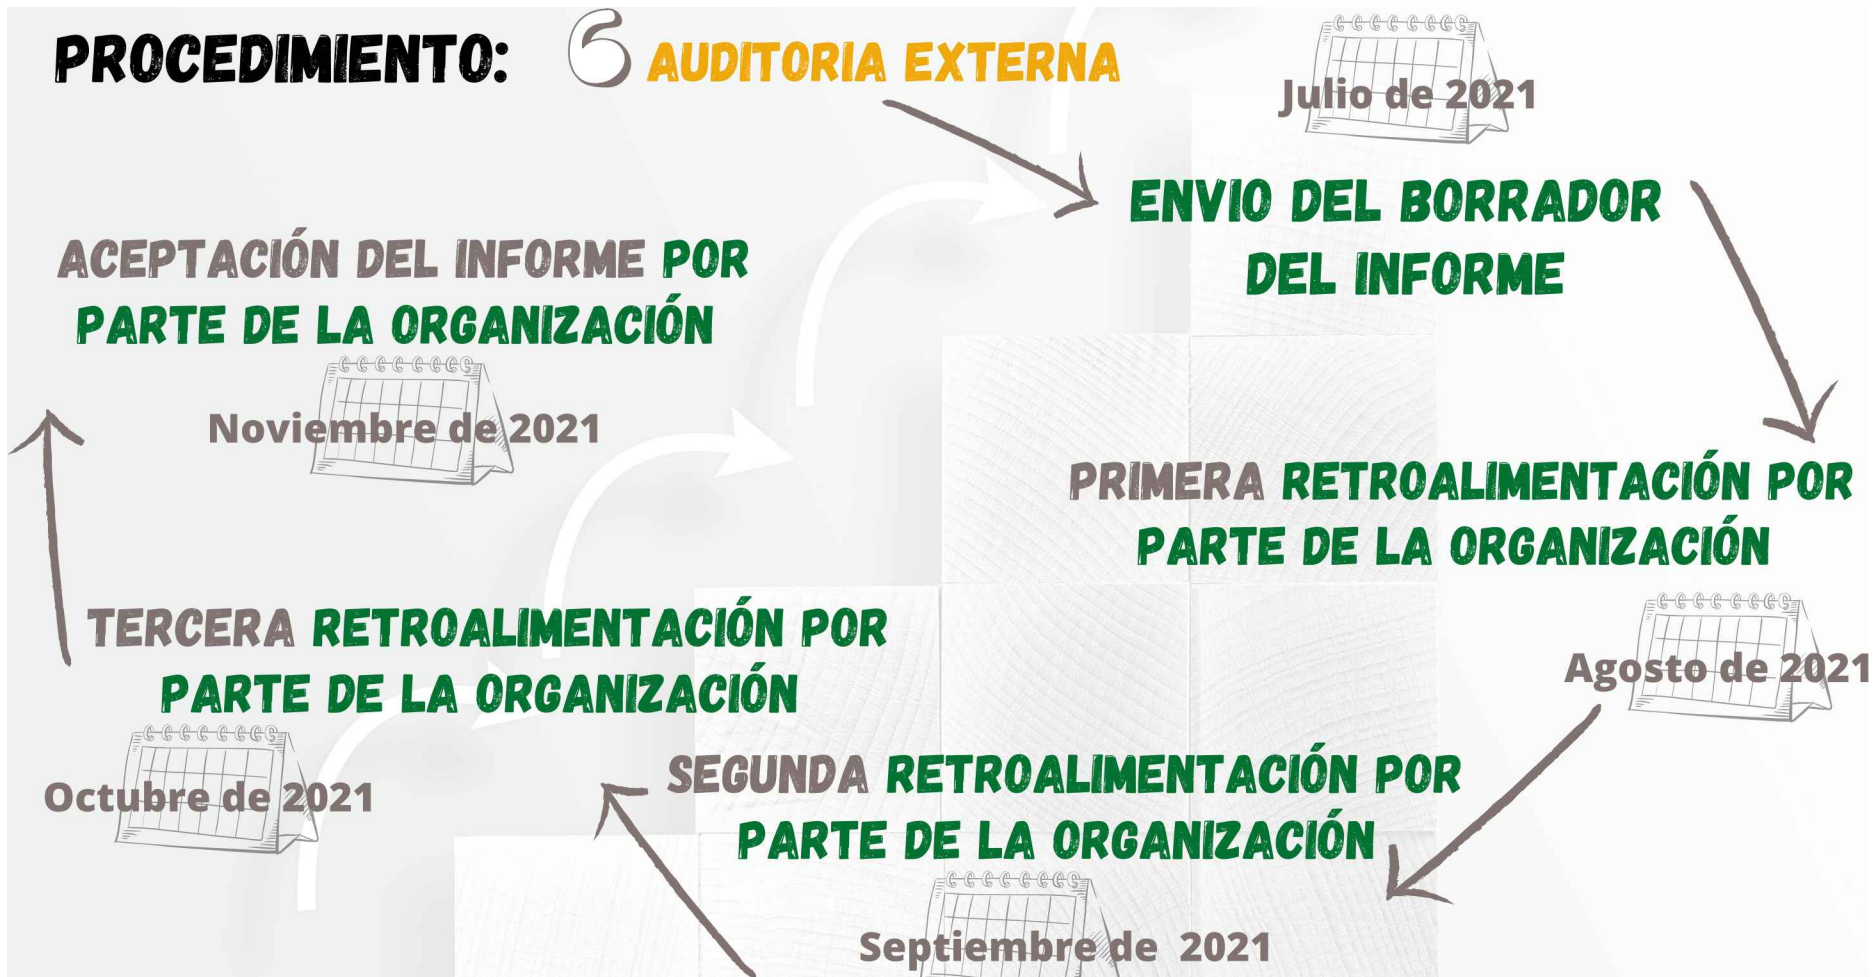 PROCEDIMIENTO: 6 AUDITORIA EXTERNA
Julio de 2021
ENVIO DEL BORRADOR
DEL INFORME
PRIMERA RETROALIMENTACIÓN POR
PARTE DE LA ORGANIZACIÓN
Agosto de 2021
SEGUNDA RETROALIMENTACIÓN POR
PARTE DE LA ORGANIZACIÓN
Septiembre de 2021
TERCERA RETROALIMENTACIÓN POR
PARTE DE LA ORGANIZACIÓN
Octubre de 2021
ACEPTACIÓN DEL INFORME POR
PARTE DE LA ORGANIZACIÓN
Noviembre de 2021